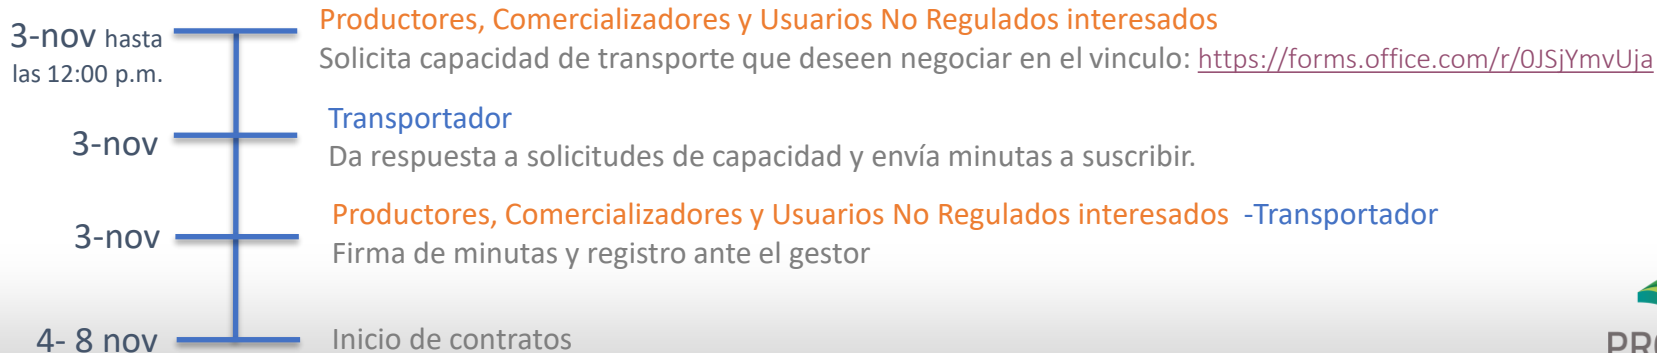 3-nov hasta
las 12:00 p.m.
Productores, Comercializadores y Usuarios No Regulados interesados
Solicita capacidad de transporte que deseen negociar en el vinculo: https://forms.office.com/r/0JSjYmvUja
3-nov
Transportador
Da respuesta a solicitudes de capacidad y envía minutas a suscribir.
3-nov
Productores, Comercializadores y Usuarios No Regulados interesados -Transportador
Firma de minutas y registro ante el gestor
4- 8 nov
Inicio de contratos